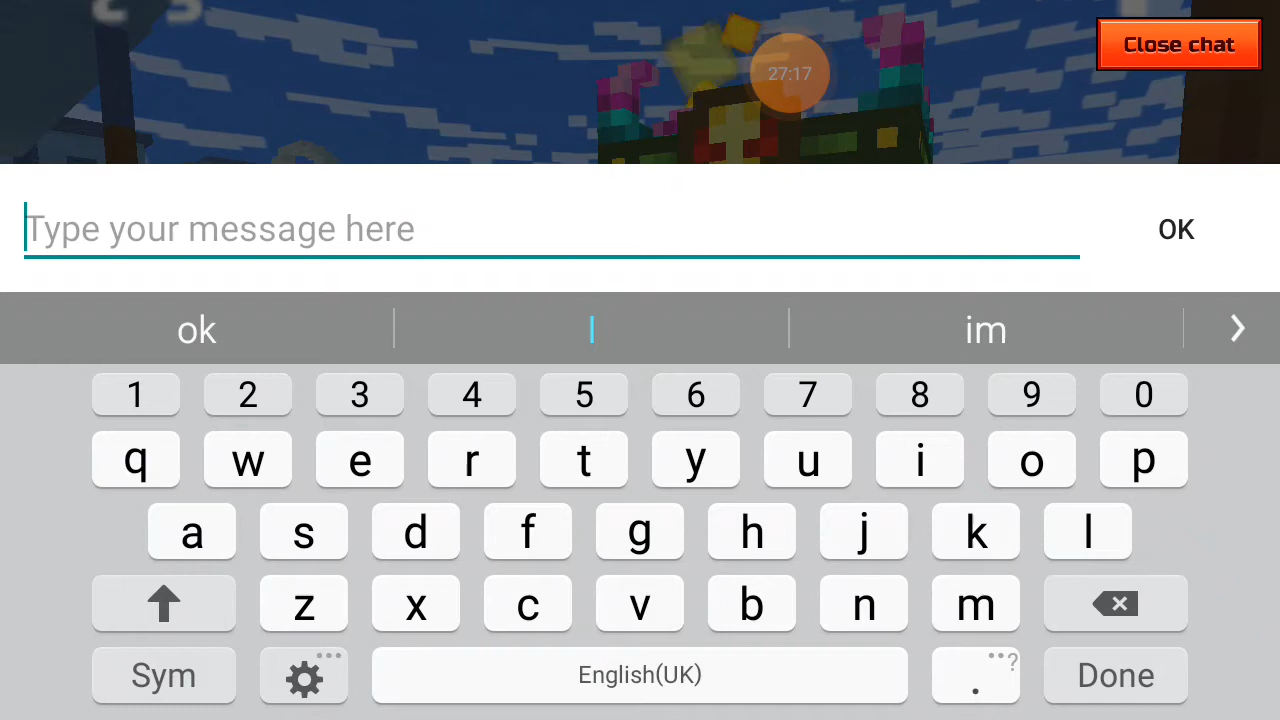 Close chat
27:17
Type your message here
OK
ok I im
1 2 3 4 5 6 7 8 9 0
q w e r t y u i o p
a s d f g h j k l
z x c v b n m
Sym English(UK) . ? Done